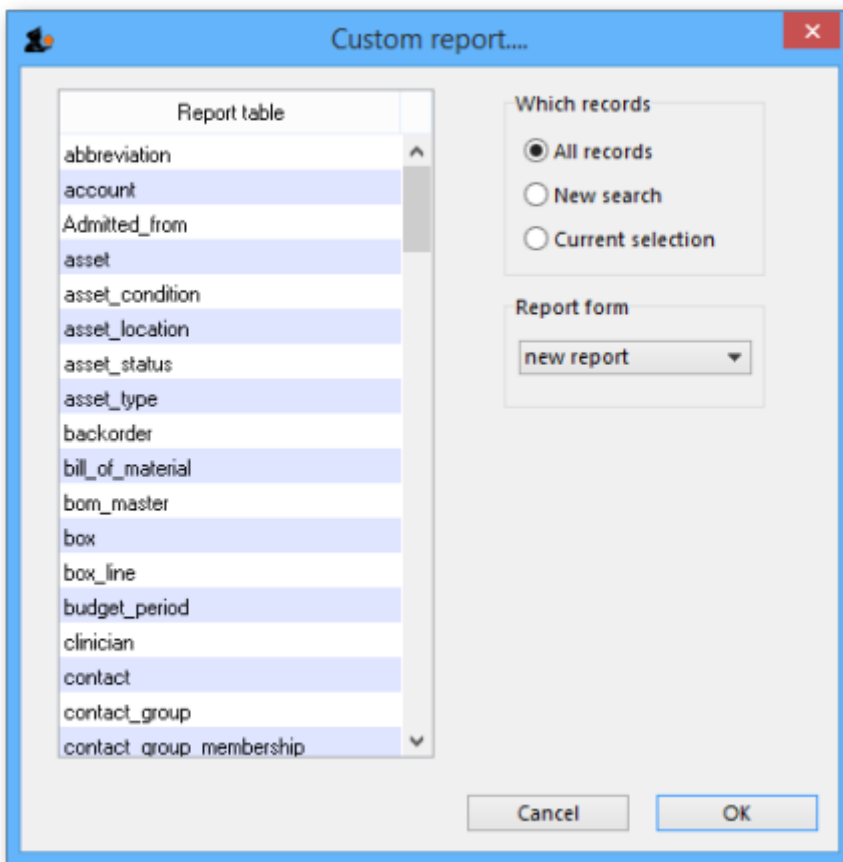 Custom report....
Report table
abbreviation
account
Admitted_from
asset
asset_condition
asset_location
asset_status
asset_type
backorder
bill_of_material
bom_master
box
box_line
budget_period
clinician
contact
contact_group
contact_group_membership
Which records
All records
New search
Current selection
Report form
new report
Cancel
OK